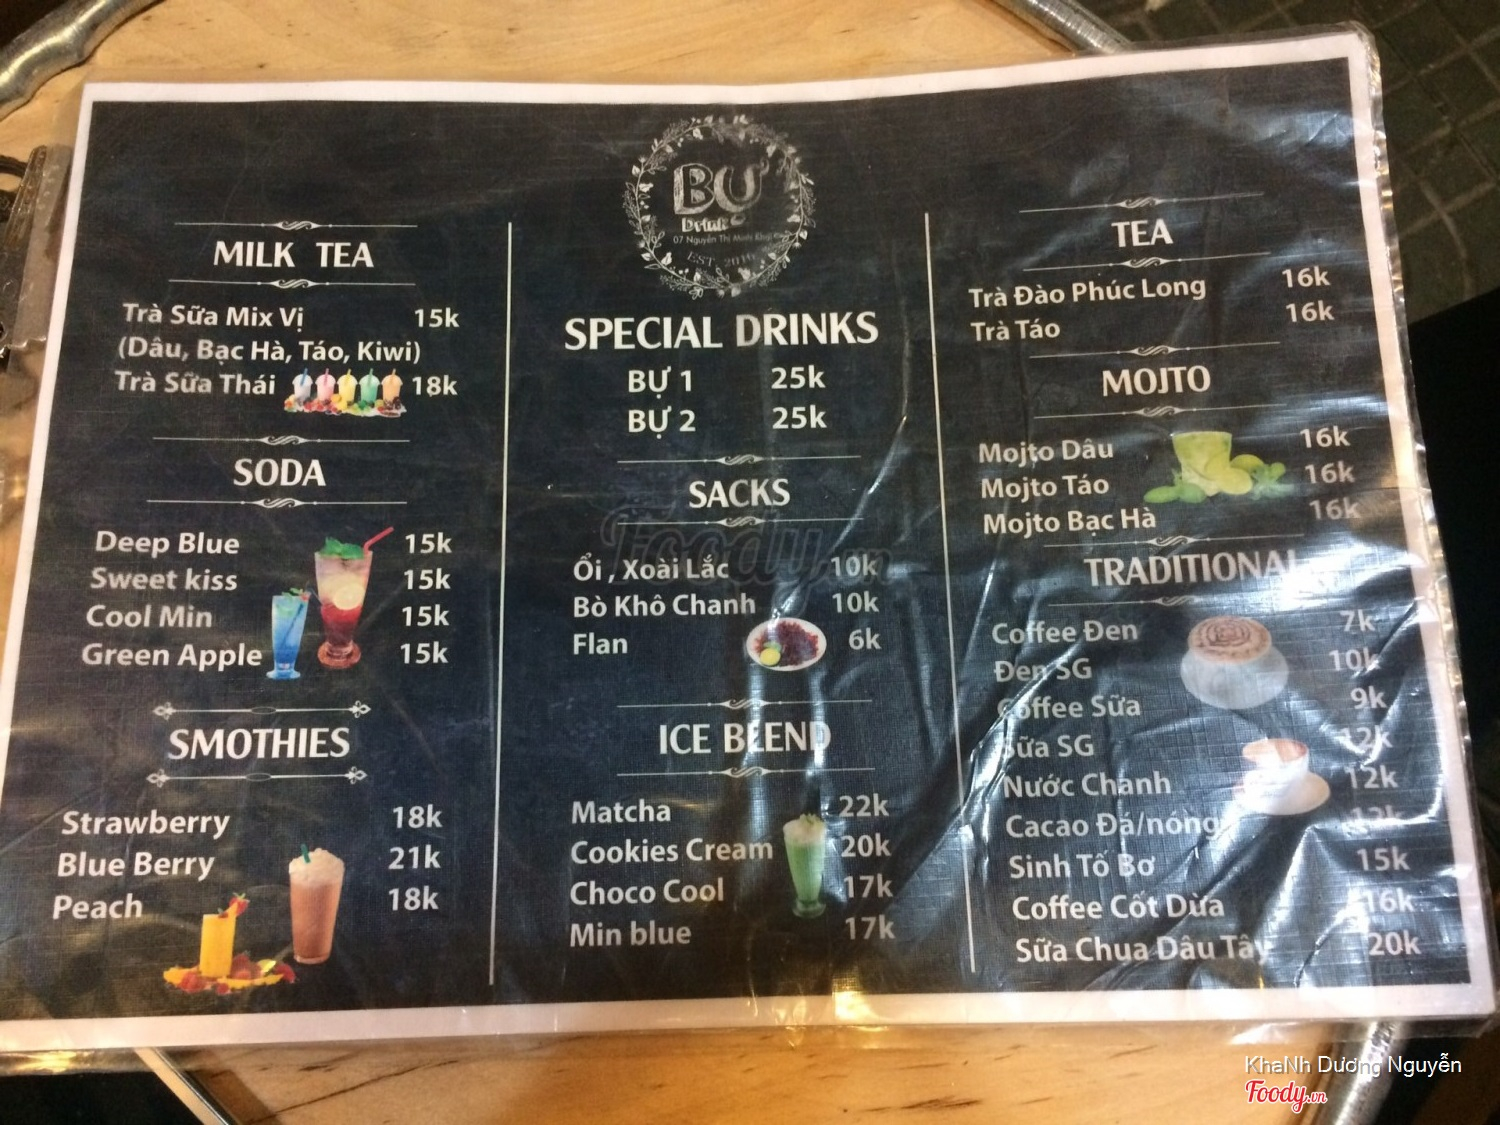 BỰ
Drink
07 Nguyễn Thị Minh Khai
EST. 2016
MILK TEA
Trà Sữa Mix Vị 15k
(Dâu, Bạc Hà, Táo, Kiwi)
Trà Sữa Thái 18k
SODA
Deep Blue 15k
Sweet kiss 15k
Cool Min 15k
Green Apple 15k
SMOTHIES
Strawberry 18k
Blue Berry 21k
Peach 18k
SPECIAL DRINKS
BỰ 1 25k
BỰ 2 25k
SACKS
Ổi , Xoài Lắc 10k
Bò Khô Chanh 10k
Flan 6k
ICE BLEND
Matcha 22k
Cookies Cream 20k
Choco Cool 17k
Min blue 17k
TEA
Trà Đào Phúc Long 16k
Trà Táo 16k
MOJTO
Mojto Dâu 16k
Mojto Táo 16k
Mojto Bạc Hà 16k
TRADITIONAL
Coffee Đen 7k
Đen SG 10k
Coffee Sữa 9k
Sữa SG 12k
Nước Chanh 12k
Cacao Đá/nóng
Sinh Tố Bơ 15k
Coffee Cốt Dừa 16k
Sữa Chua Dâu Tây 20k
Foody.vn
KhaNh Dương Nguyễn
Foody.vn